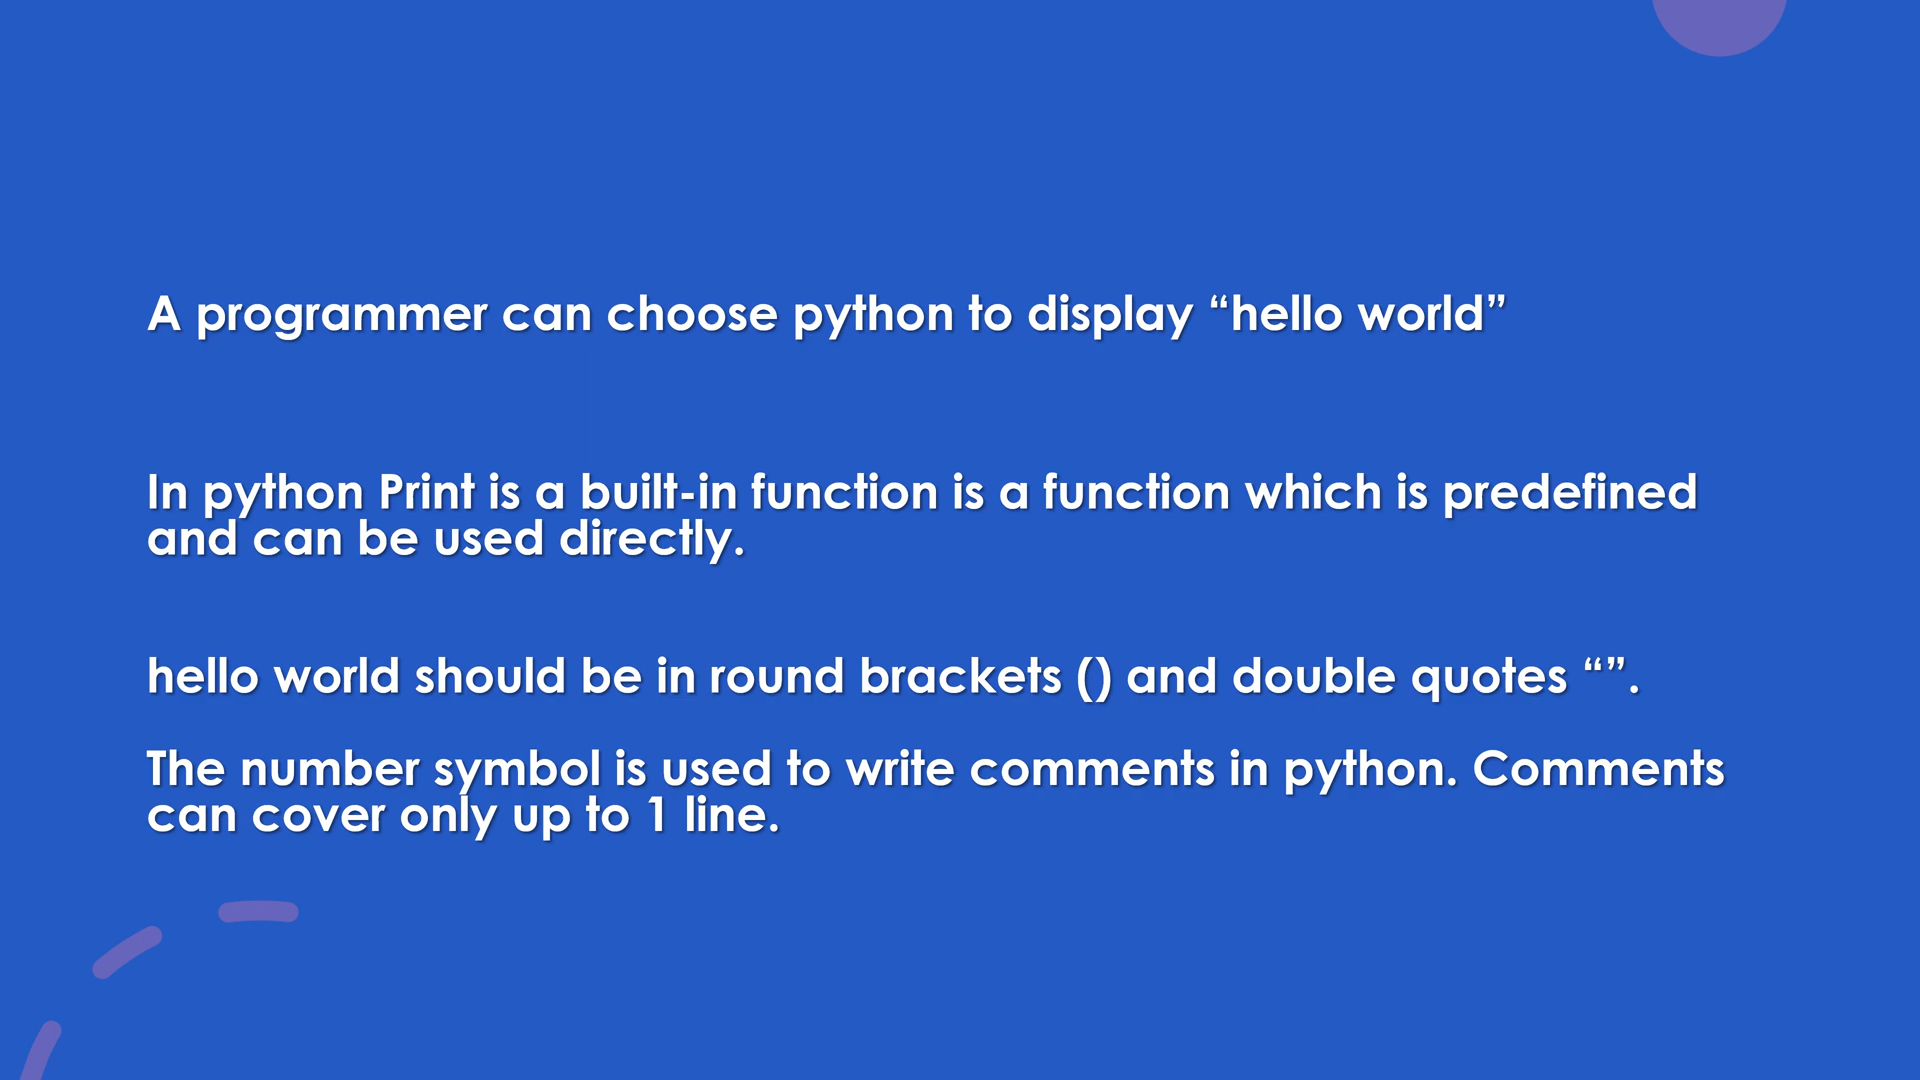 A programmer can choose python to display “hello world”
In python Print is a built-in function is a function which is predefined
and can be used directly.
hello world should be in round brackets () and double quotes “”.
The number symbol is used to write comments in python. Comments
can cover only up to 1 line.